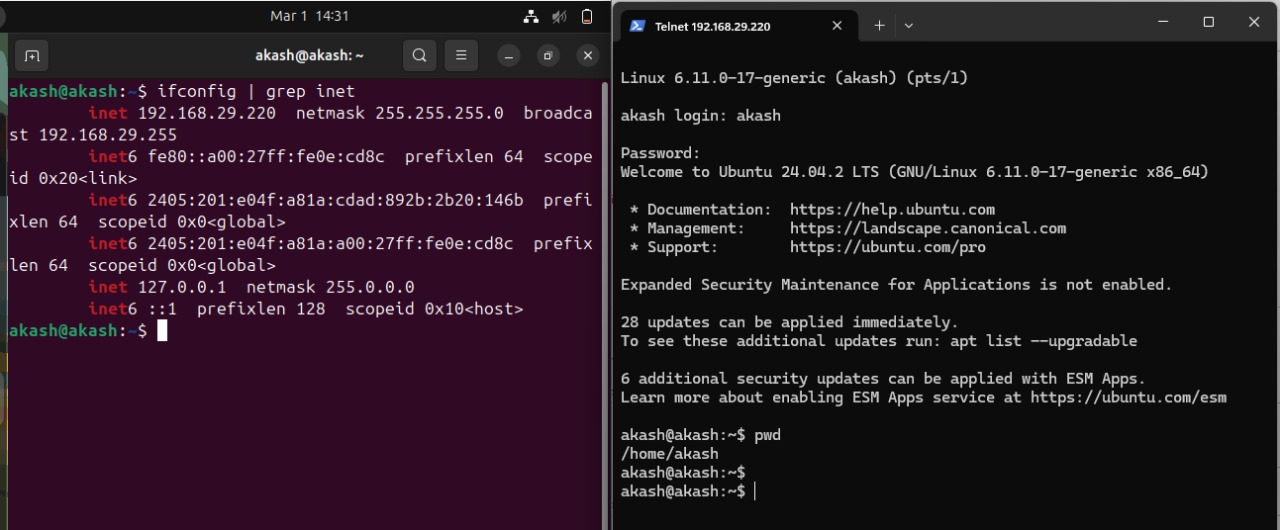 Mar 1 14:31
akash@akash: ~
akash@akash:~$ ifconfig | grep inet
inet 192.168.29.220 netmask 255.255.255.0 broadca
st 192.168.29.255
inet6 fe80::a00:27ff:fe0e:cd8c prefixlen 64 scope
id 0x20<link>
inet6 2405:201:e04f:a81a:cdad:892b:2b20:146b prefi
xlen 64 scopeid 0x0<global>
inet6 2405:201:e04f:a81a:a00:27ff:fe0e:cd8c prefix
len 64 scopeid 0x0<global>
inet 127.0.0.1 netmask 255.0.0.0
inet6 ::1 prefixlen 128 scopeid 0x10<host>
akash@akash:~$
Telnet 192.168.29.220
Linux 6.11.0-17-generic (akash) (pts/1)
akash login: akash
Password:
Welcome to Ubuntu 24.04.2 LTS (GNU/Linux 6.11.0-17-generic x86_64)
* Documentation: https://help.ubuntu.com
* Management: https://landscape.canonical.com
* Support: https://ubuntu.com/pro
Expanded Security Maintenance for Applications is not enabled.
28 updates can be applied immediately.
To see these additional updates run: apt list --upgradable
6 additional security updates can be applied with ESM Apps.
Learn more about enabling ESM Apps service at https://ubuntu.com/esm
akash@akash:~$ pwd
/home/akash
akash@akash:~$
akash@akash:~$